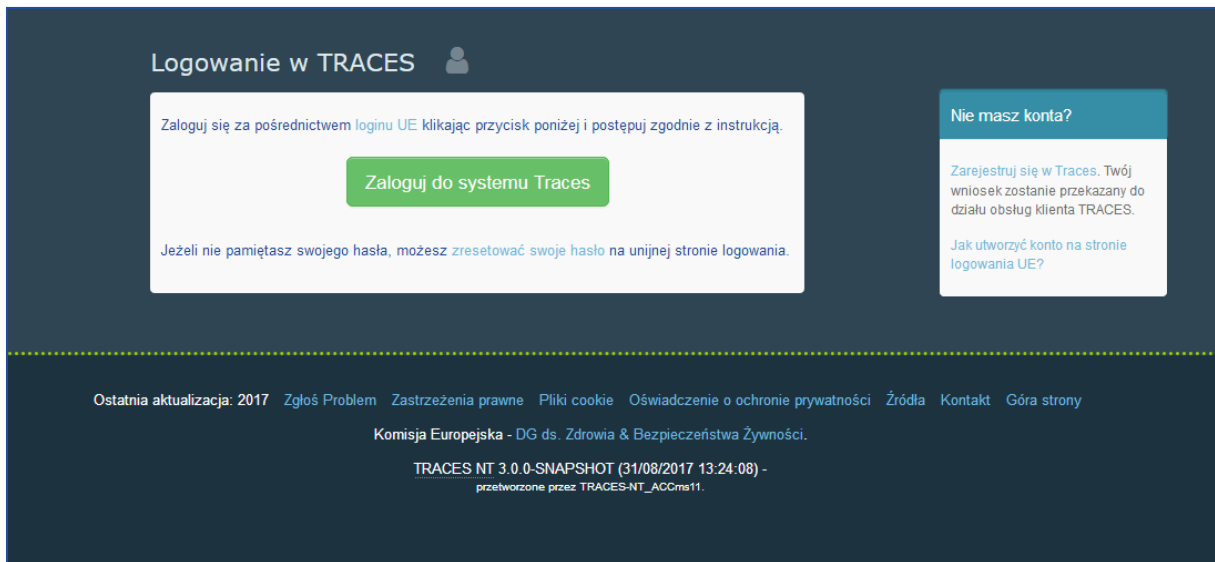 Logowanie w TRACES
Zaloguj się za pośrednictwem loginu UE klikając przycisk poniżej i postępuj zgodnie z instrukcją.
Zaloguj do systemu Traces
Jeżeli nie pamiętasz swojego hasła, możesz zresetować swoje hasło na unijnej stronie logowania.
Nie masz konta?
Zarejestruj się w Traces. Twój
wniosek zostanie przekazany do
działu obsług klienta TRACES.
Jak utworzyć konto na stronie
logowania UE?
Ostatnia aktualizacja: 2017 Zgłoś Problem Zastrzeżenia prawne Pliki cookie Oświadczenie o ochronie prywatności Źródła Kontakt Góra strony
Komisja Europejska - DG ds. Zdrowia & Bezpieczeństwa Żywności.
TRACES NT 3.0.0-SNAPSHOT (31/08/2017 13:24:08) -
przetworzone przez TRACES-NT_ACCms11.